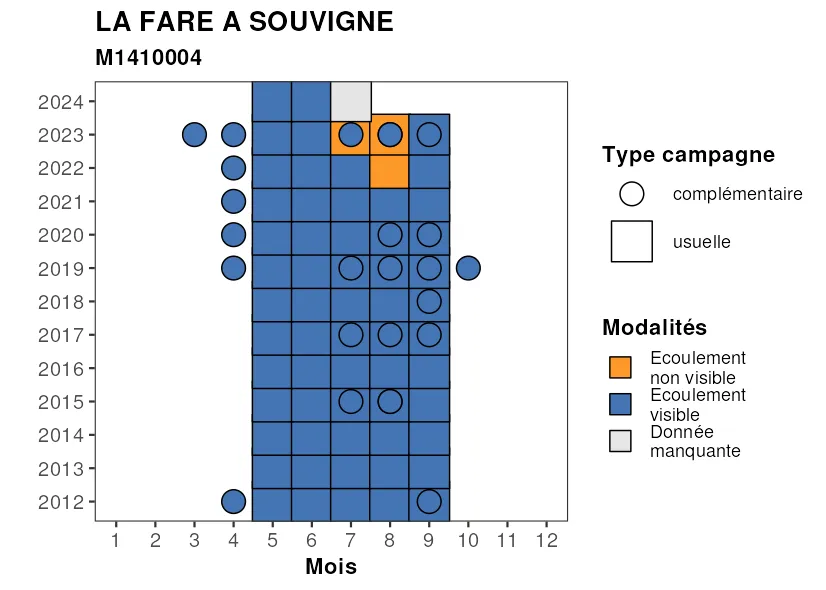 LA FARE A SOUVIGNE
M1410004
2024
2023
2022
2021
2020
2019
2018
2017
2016
2015
2014
2013
2012
1 2 3 4 5 6 7 8 9 10 11 12
Mois
Type campagne
complémentaire
usuelle
Modalités
Ecoulement
non visible
Ecoulement
visible
Donnée
manquante